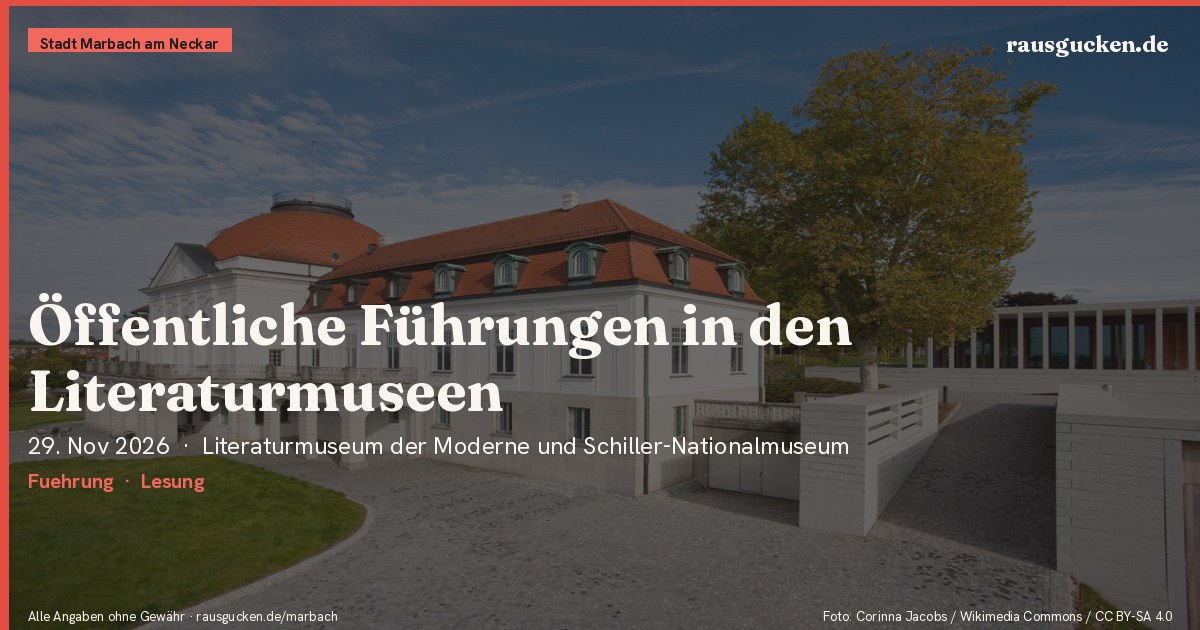 Stadt Marbach am Neckar
rausgucken.de
Öffentliche Führungen in den
Literaturmuseen
29. Nov 2026 · Literaturmuseum der Moderne und Schiller-Nationalmuseum
Fuehrung · Lesung
Alle Angaben ohne Gewähr · rausgucken.de/marbach
Foto: Corinna Jacobs / Wikimedia Commons / CC BY-SA 4.0